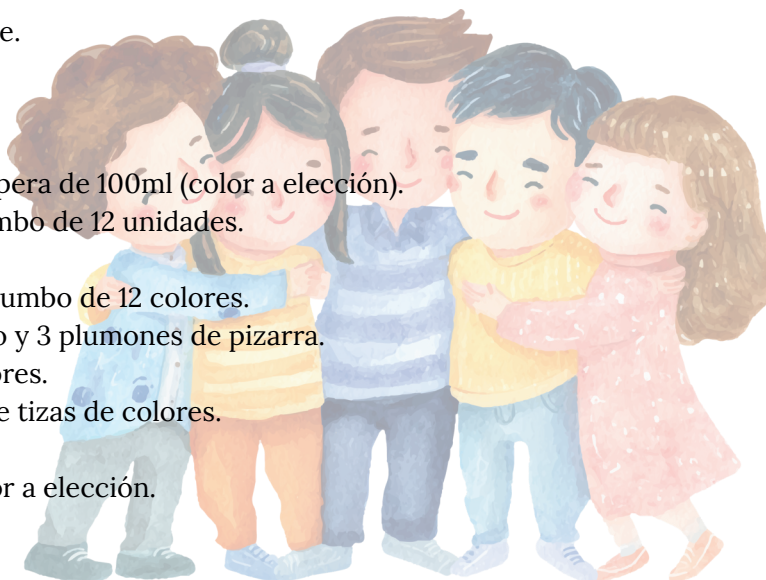 e.
pera de 100ml (color a elección).
mbo de 12 unidades.
umbo de 12 colores.
o y 3 plumones de pizarra.
ores.
e tizas de colores.
or a elección.